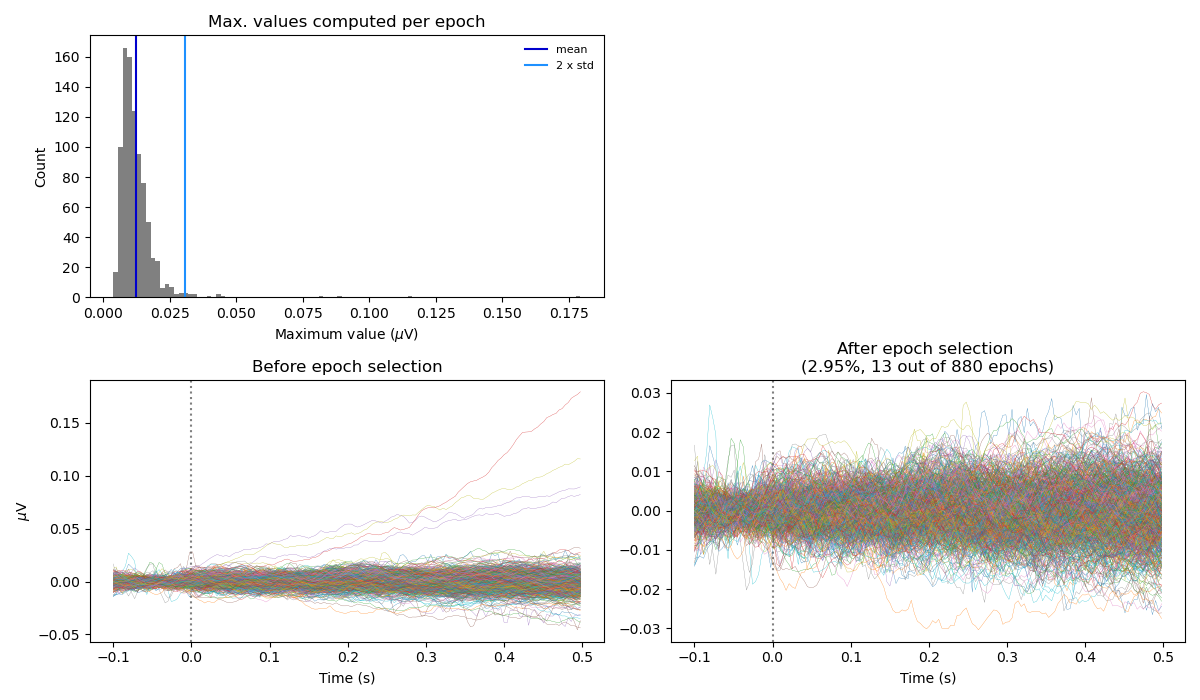 Max. values computed per epoch
mean
2 x std
160
140
120
100
80
60
40
20
0
Count
0.000 0.025 0.050 0.075 0.100 0.125 0.150 0.175
Maximum value (μV)
Before epoch selection
0.15
0.10
0.05
0.00
−0.05
μV
−0.1 0.0 0.1 0.2 0.3 0.4 0.5
Time (s)
After epoch selection
(2.95%, 13 out of 880 epochs)
0.03
0.02
0.01
0.00
−0.01
−0.02
−0.03
−0.1 0.0 0.1 0.2 0.3 0.4 0.5
Time (s)